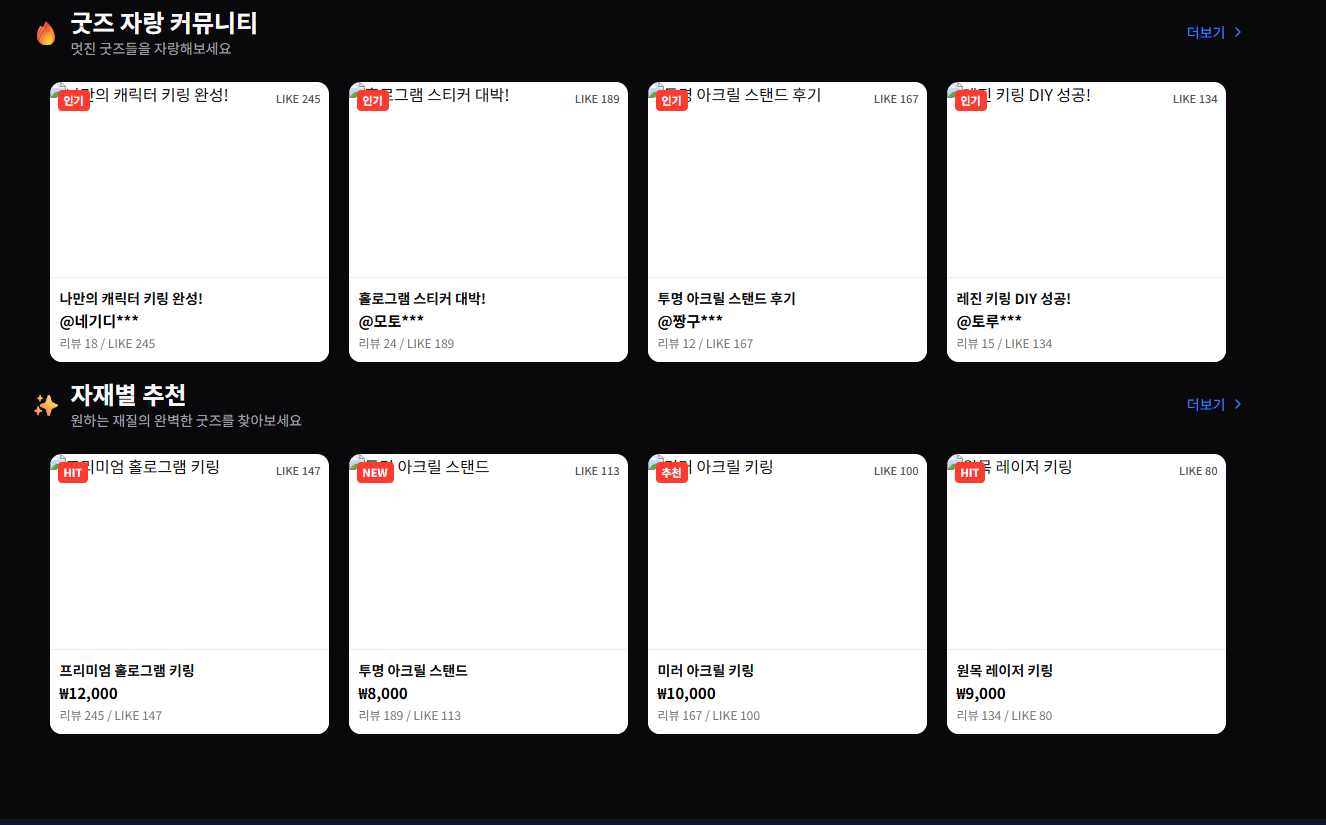 굿즈 자랑 커뮤니티
멋진 굿즈들을 자랑해보세요
더보기
인기
만의 캐릭터 키링 완성!
LIKE 245
나만의 캐릭터 키링 완성!
@네기디***
리뷰 18 / LIKE 245
인기
로그램 스티커 대박!
LIKE 189
홀로그램 스티커 대박!
@모토***
리뷰 24 / LIKE 189
인기
아크릴 스탠드 후기
LIKE 167
투명 아크릴 스탠드 후기
@짱구***
리뷰 12 / LIKE 167
인기
키링 DIY 성공!
LIKE 134
레진 키링 DIY 성공!
@토루***
리뷰 15 / LIKE 134
자재별 추천
원하는 재질의 완벽한 굿즈를 찾아보세요
더보기
HIT
리미엄 홀로그램 키링
LIKE 147
프리미엄 홀로그램 키링
₩12,000
리뷰 245 / LIKE 147
NEW
아크릴 스탠드
LIKE 113
투명 아크릴 스탠드
₩8,000
리뷰 189 / LIKE 113
추천
아크릴 키링
LIKE 100
미러 아크릴 키링
₩10,000
리뷰 167 / LIKE 100
HIT
레이저 키링
LIKE 80
원목 레이저 키링
₩9,000
리뷰 134 / LIKE 80